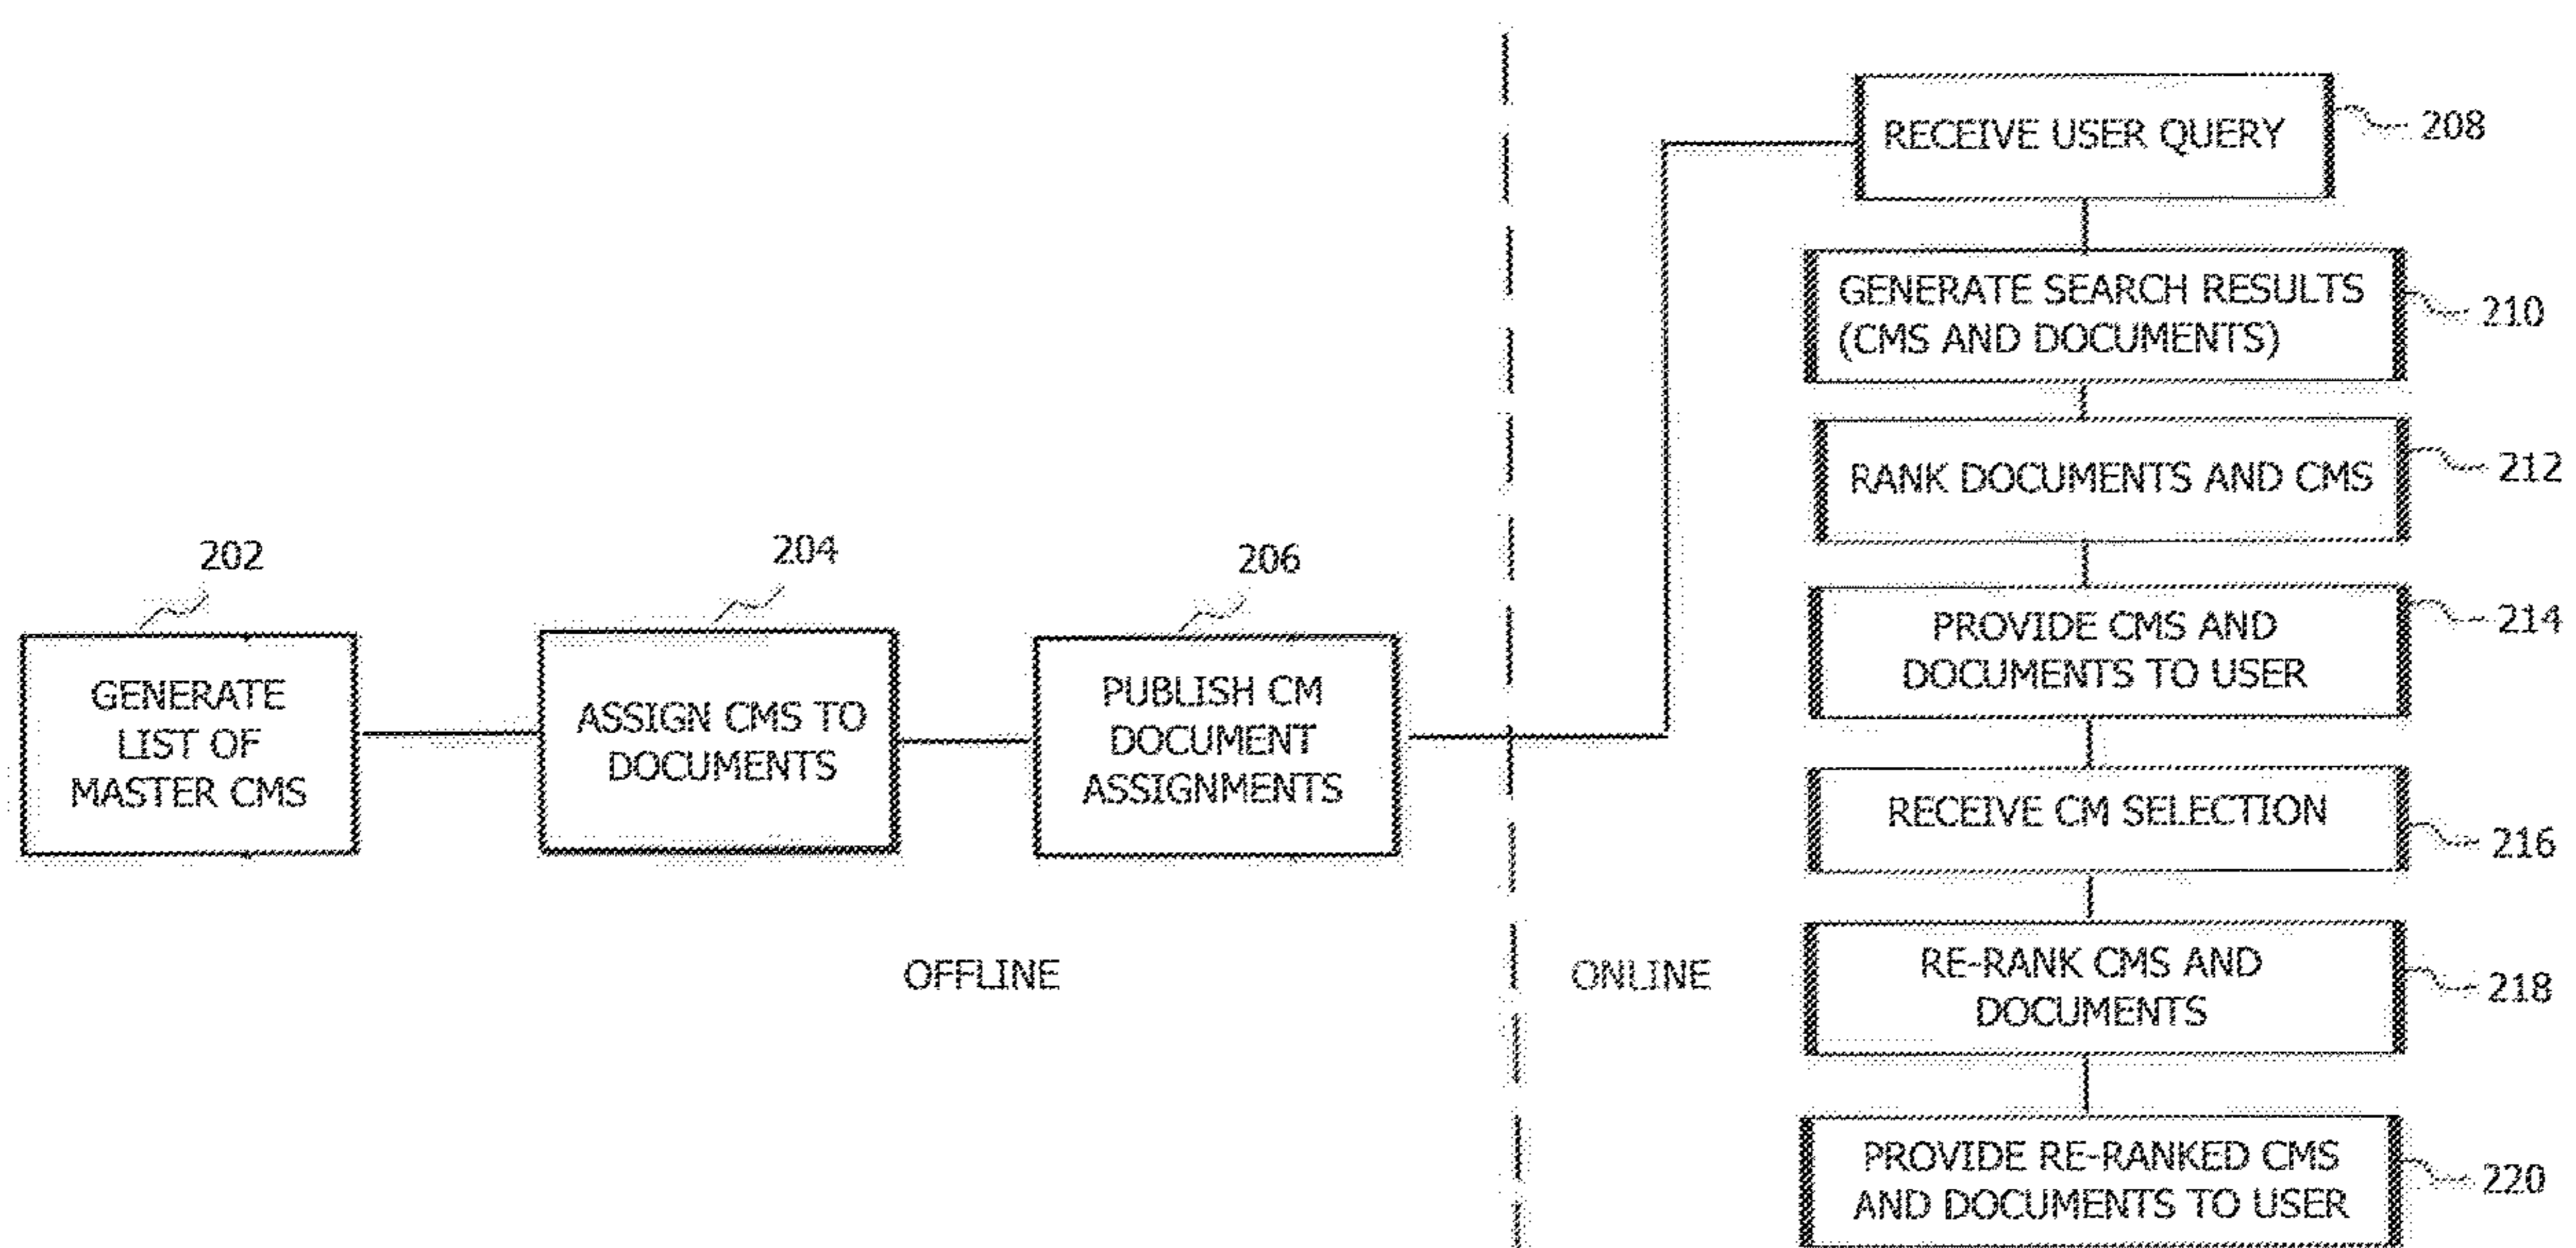 202
GENERATE
LIST OF
MASTER CMS
204
ASSIGN CMS TO
DOCUMENTS
206
PUBLISH CM
DOCUMENT
ASSIGNMENTS
OFFLINE
ONLINE
RECEIVE USER QUERY
208
GENERATE SEARCH RESULTS
(CMS AND DOCUMENTS)
210
RANK DOCUMENTS AND CMS
212
PROVIDE CMS AND
DOCUMENTS TO USER
214
RECEIVE CM SELECTION
216
RE-RANK CMS AND
DOCUMENTS
218
PROVIDE RE-RANKED CMS
AND DOCUMENTS TO USER
220